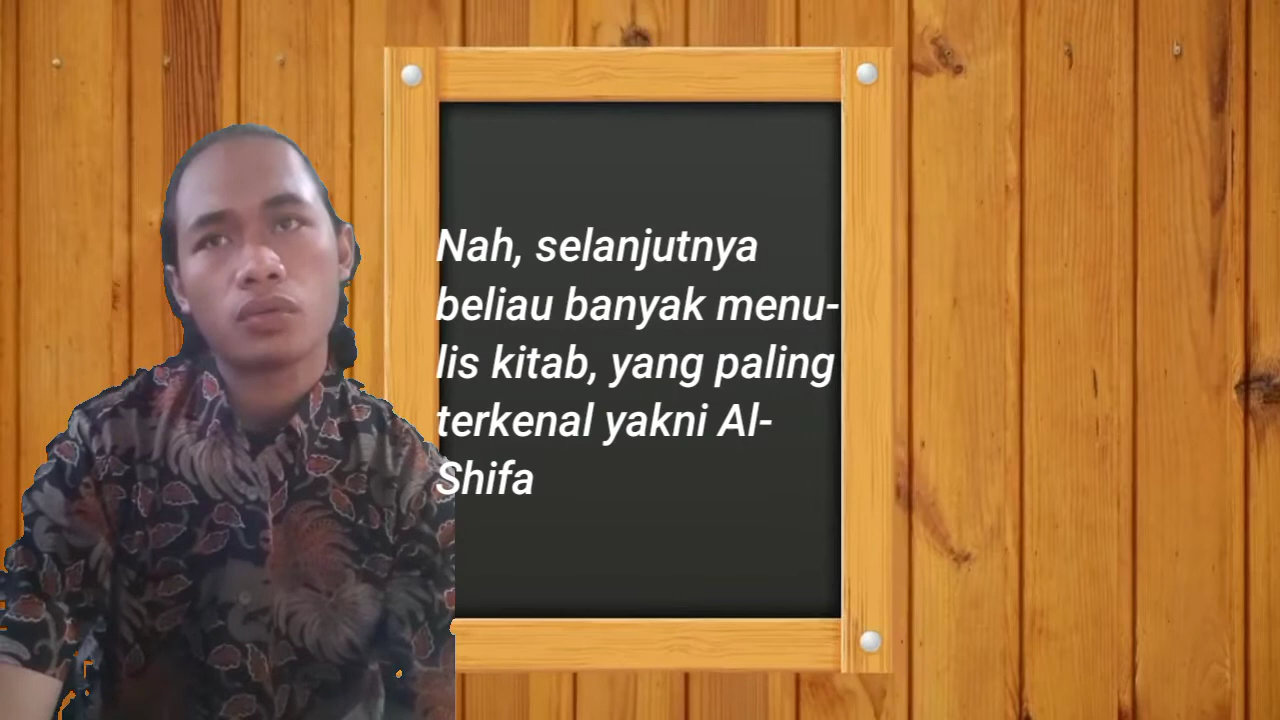 Nah, selanjutnya
beliau banyak menu-
lis kitab, yang paling
terkenal yakni Al-
Shifa